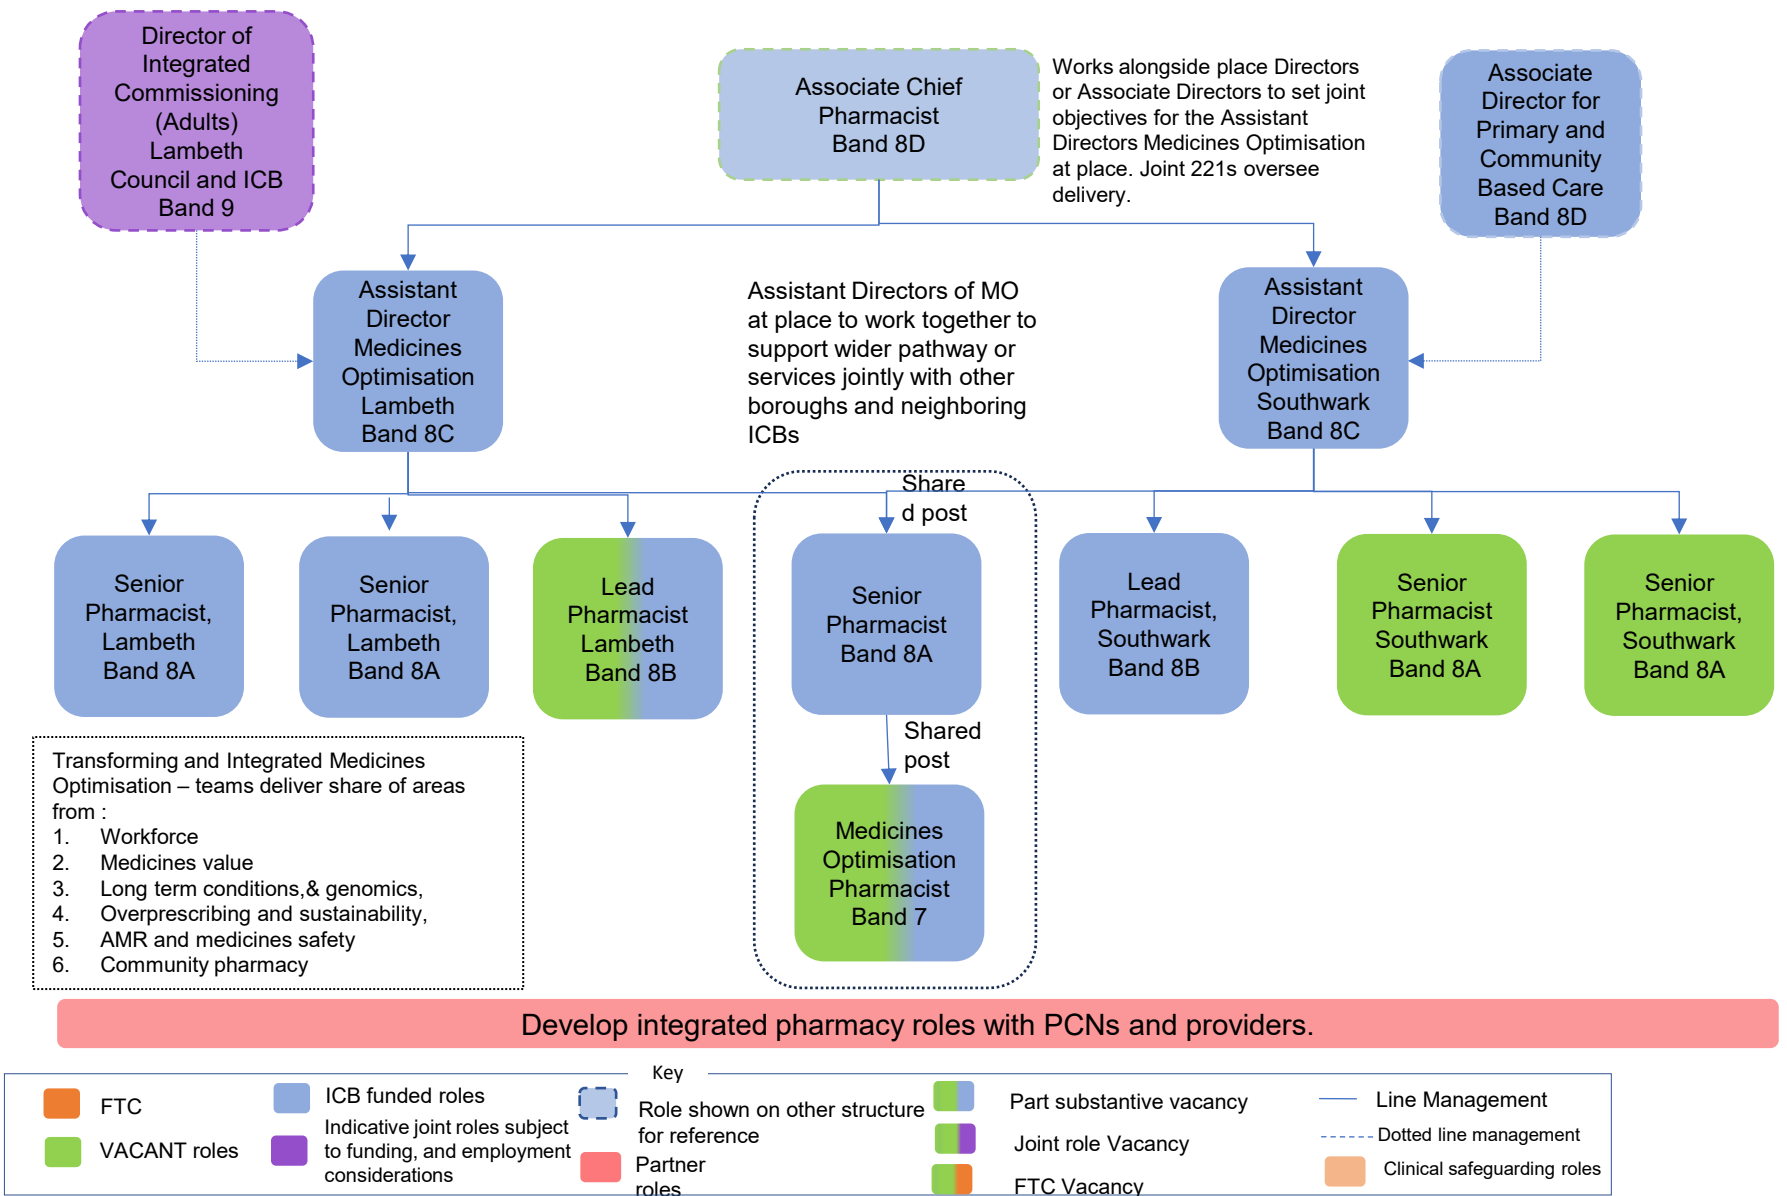 Director of
Integrated
Commissioning
(Adults)
Lambeth
Council and ICB
Band 9
Associate Chief
Pharmacist
Band 8D
Works alongside place Directors
or Associate Directors to set joint
objectives for the Assistant
Directors Medicines Optimisation
at place. Joint 221s oversee
delivery.
Associate
Director for
Primary and
Community
Based Care
Band 8D
Assistant
Director
Medicines
Optimisation
Lambeth
Band 8C
Assistant Directors of MO
at place to work together to
support wider pathway or
services jointly with other
boroughs and neighboring
ICBs
Assistant
Director
Medicines
Optimisation
Southwark
Band 8C
Share
d post
Senior
Pharmacist,
Lambeth
Band 8A
Senior
Pharmacist,
Lambeth
Band 8A
Lead
Pharmacist
Lambeth
Band 8B
Senior
Pharmacist
Band 8A
Lead
Pharmacist,
Southwark
Band 8B
Senior
Pharmacist
Southwark
Band 8A
Senior
Pharmacist,
Southwark
Band 8A
Shared
post
Medicines
Optimisation
Pharmacist
Band 7
Transforming and Integrated Medicines
Optimisation – teams deliver share of areas
from :
1. Workforce
2. Medicines value
3. Long term conditions,& genomics,
4. Overprescribing and sustainability,
5. AMR and medicines safety
6. Community pharmacy
Develop integrated pharmacy roles with PCNs and providers.
Key
FTC
VACANT roles
ICB funded roles
Indicative joint roles subject
to funding, and employment
considerations
Role shown on other structure
for reference
Partner
roles
Part substantive vacancy
Joint role Vacancy
FTC Vacancy
Line Management
Dotted line management
Clinical safeguarding roles